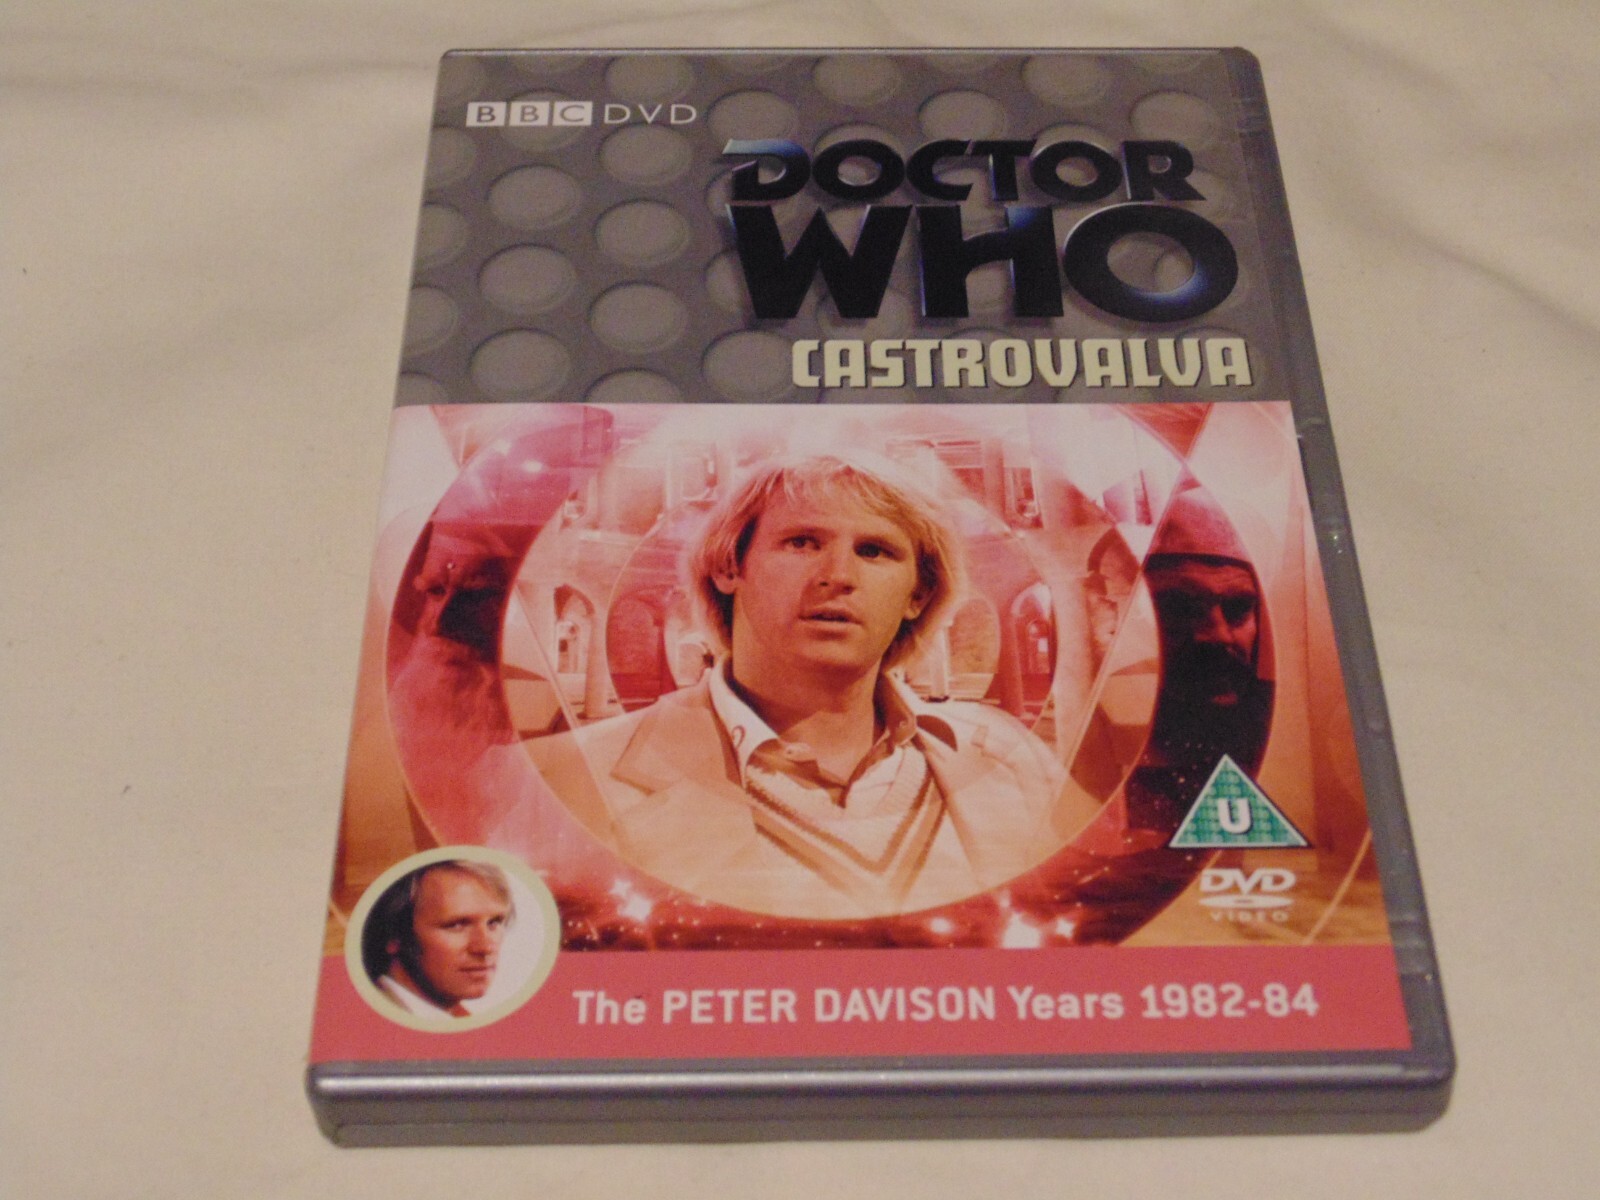 BBC DVD
DOCTOR
WHO
CASTROVALVA
U
DVD
VIDEO
The PETER DAVISON Years 1982-84